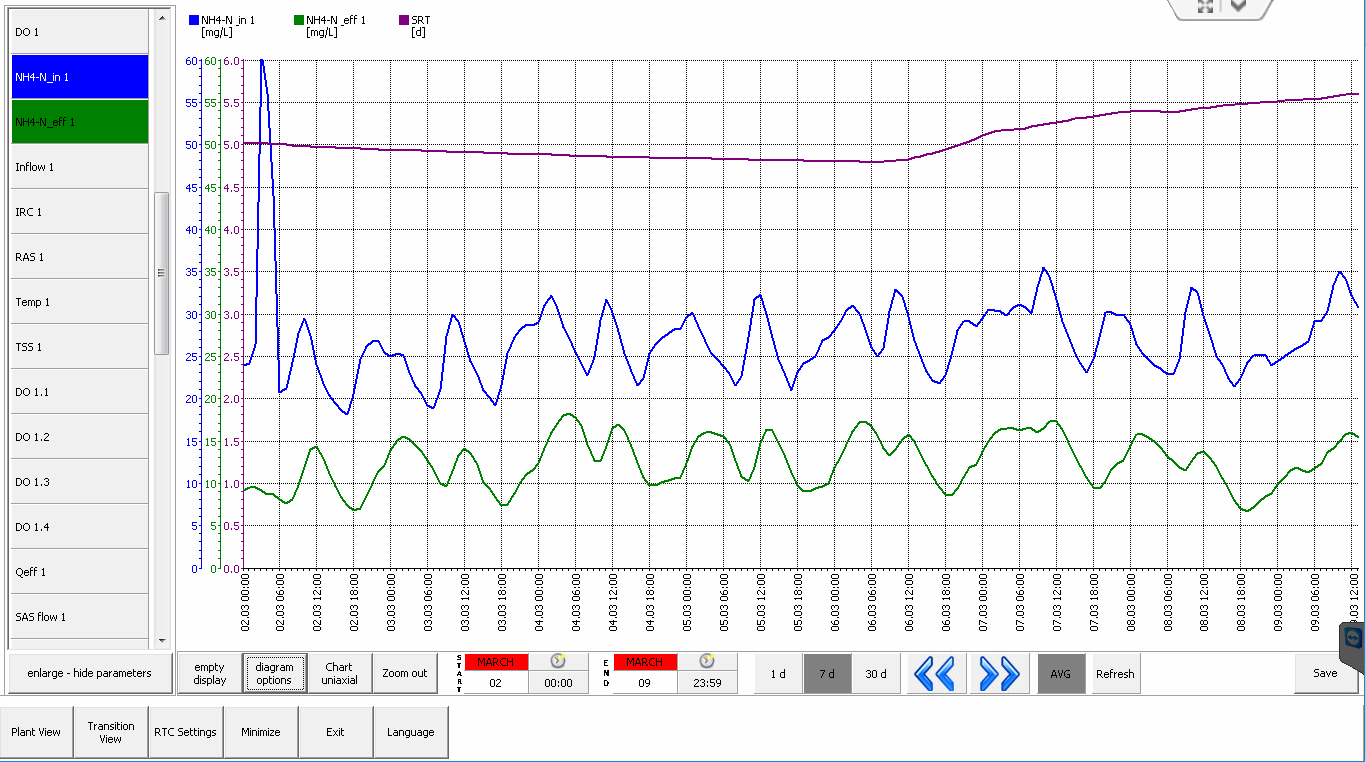 DO 1
NH4-N_in 1
NH4-N_eff 1
Inflow 1
IRC 1
RAS 1
Temp 1
TSS 1
DO 1.1
DO 1.2
DO 1.3
DO 1.4
Qeff 1
SAS flow 1
enlarge - hide parameters
NH4-N _in 1
[mg/L]
NH4-N _eff 1
[mg/L]
SRT
[d]
60 60 6.0
55 55 5.5
50 50 5.0
45 45 4.5
40 40 4.0
35 35 3.5
30 30 3.0
25 25 2.5
20 20 2.0
15 15 1.5
10 10 1.0
5 5 0.5
0 0 0.0
02.03 00:00
02.03 06:00
02.03 12:00
02.03 18:00
03.03 00:00
03.03 06:00
03.03 12:00
03.03 18:00
04.03 00:00
04.03 06:00
04.03 12:00
04.03 18:00
05.03 00:00
05.03 06:00
05.03 12:00
05.03 18:00
06.03 00:00
06.03 06:00
06.03 12:00
06.03 18:00
07.03 00:00
07.03 06:00
07.03 12:00
07.03 18:00
08.03 00:00
08.03 06:00
08.03 12:00
08.03 18:00
09.03 00:00
09.03 06:00
03 12:00
empty
display
diagram
options
Chart
uniaxial
Zoom out
START
MARCH
02
00:00
END
MARCH
09
23:59
1 d
7 d
30 d
AVG
Refresh
Save
Plant View
Transition
View
RTC Settings
Minimize
Exit
Language